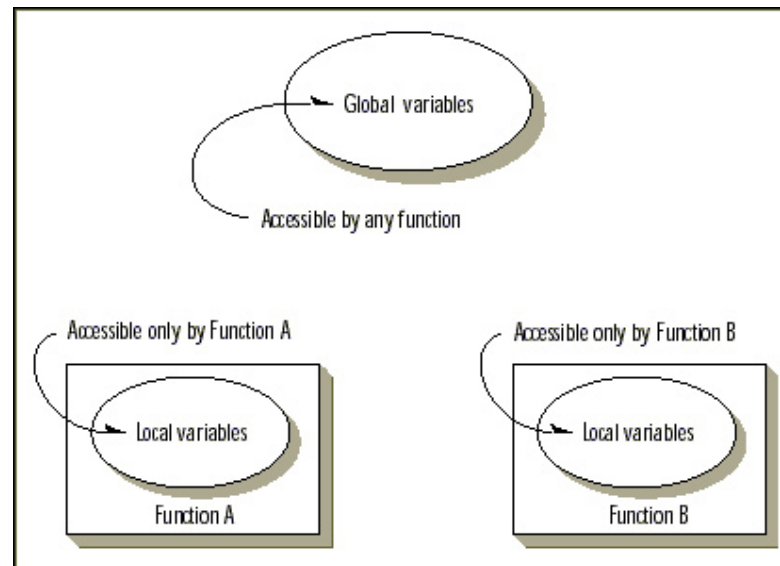 Global variables
Accessible by any function
Accessible only by Function A
Accessible only by Function B
Local variables
Local variables
Function A
Function B